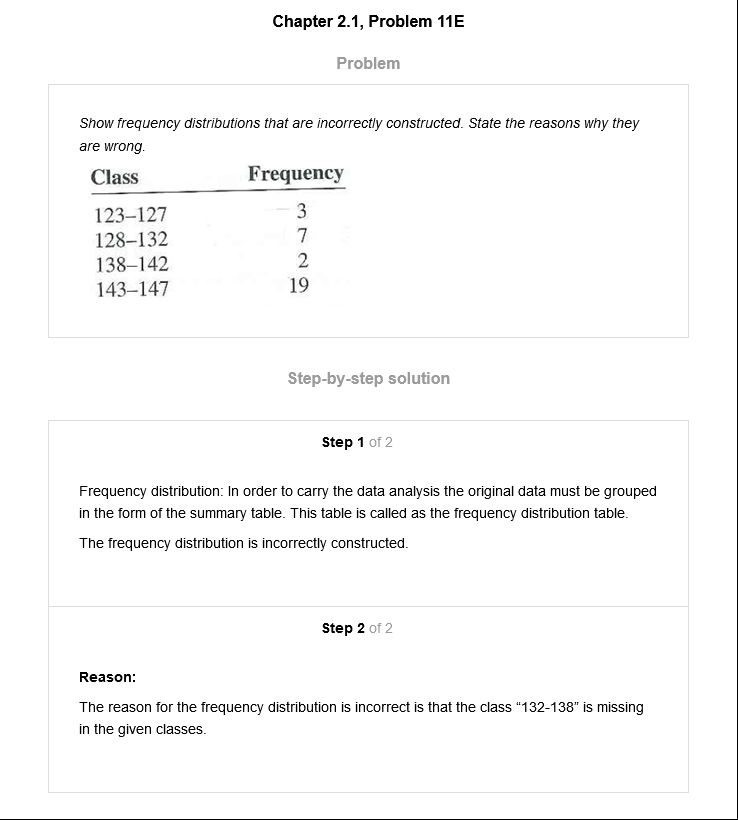 Chapter 2.1, Problem 11E
Problem
Show frequency distributions that are incorrectly constructed. State the reasons why they
are wrong.
Class Frequency
123–127 3
128–132 7
138–142 2
143–147 19
Step-by-step solution
Step 1 of 2
Frequency distribution: In order to carry the data analysis the original data must be grouped
in the form of the summary table. This table is called as the frequency distribution table.
The frequency distribution is incorrectly constructed.
Step 2 of 2
Reason:
The reason for the frequency distribution is incorrect is that the class “132-138” is missing
in the given classes.